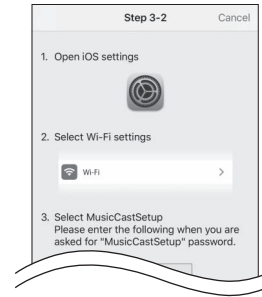 Step 3-2 Cancel
1. Open iOS settings
2. Select Wi-Fi settings
Wi-Fi
3. Select MusicCastSetup
Please enter the following when you are
asked for "MusicCastSetup" password.